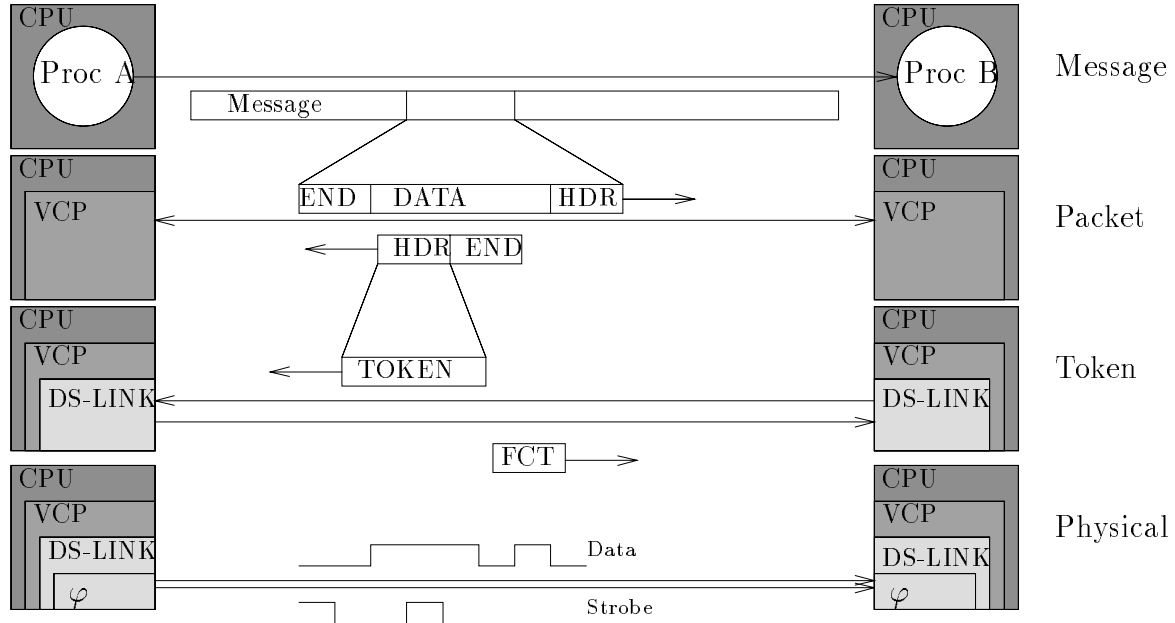 CPU
CPU
Proc A
Proc B
Message
Message
CPU
CPU
END DATA HDR
VCP
VCP
Packet
HDR END
CPU
CPU
VCP
VCP
TOKEN
Token
DS-LINK
DS-LINK
FCT
CPU
CPU
VCP
VCP
Physical
DS-LINK
Data
DS-LINK
φ
φ
Strobe